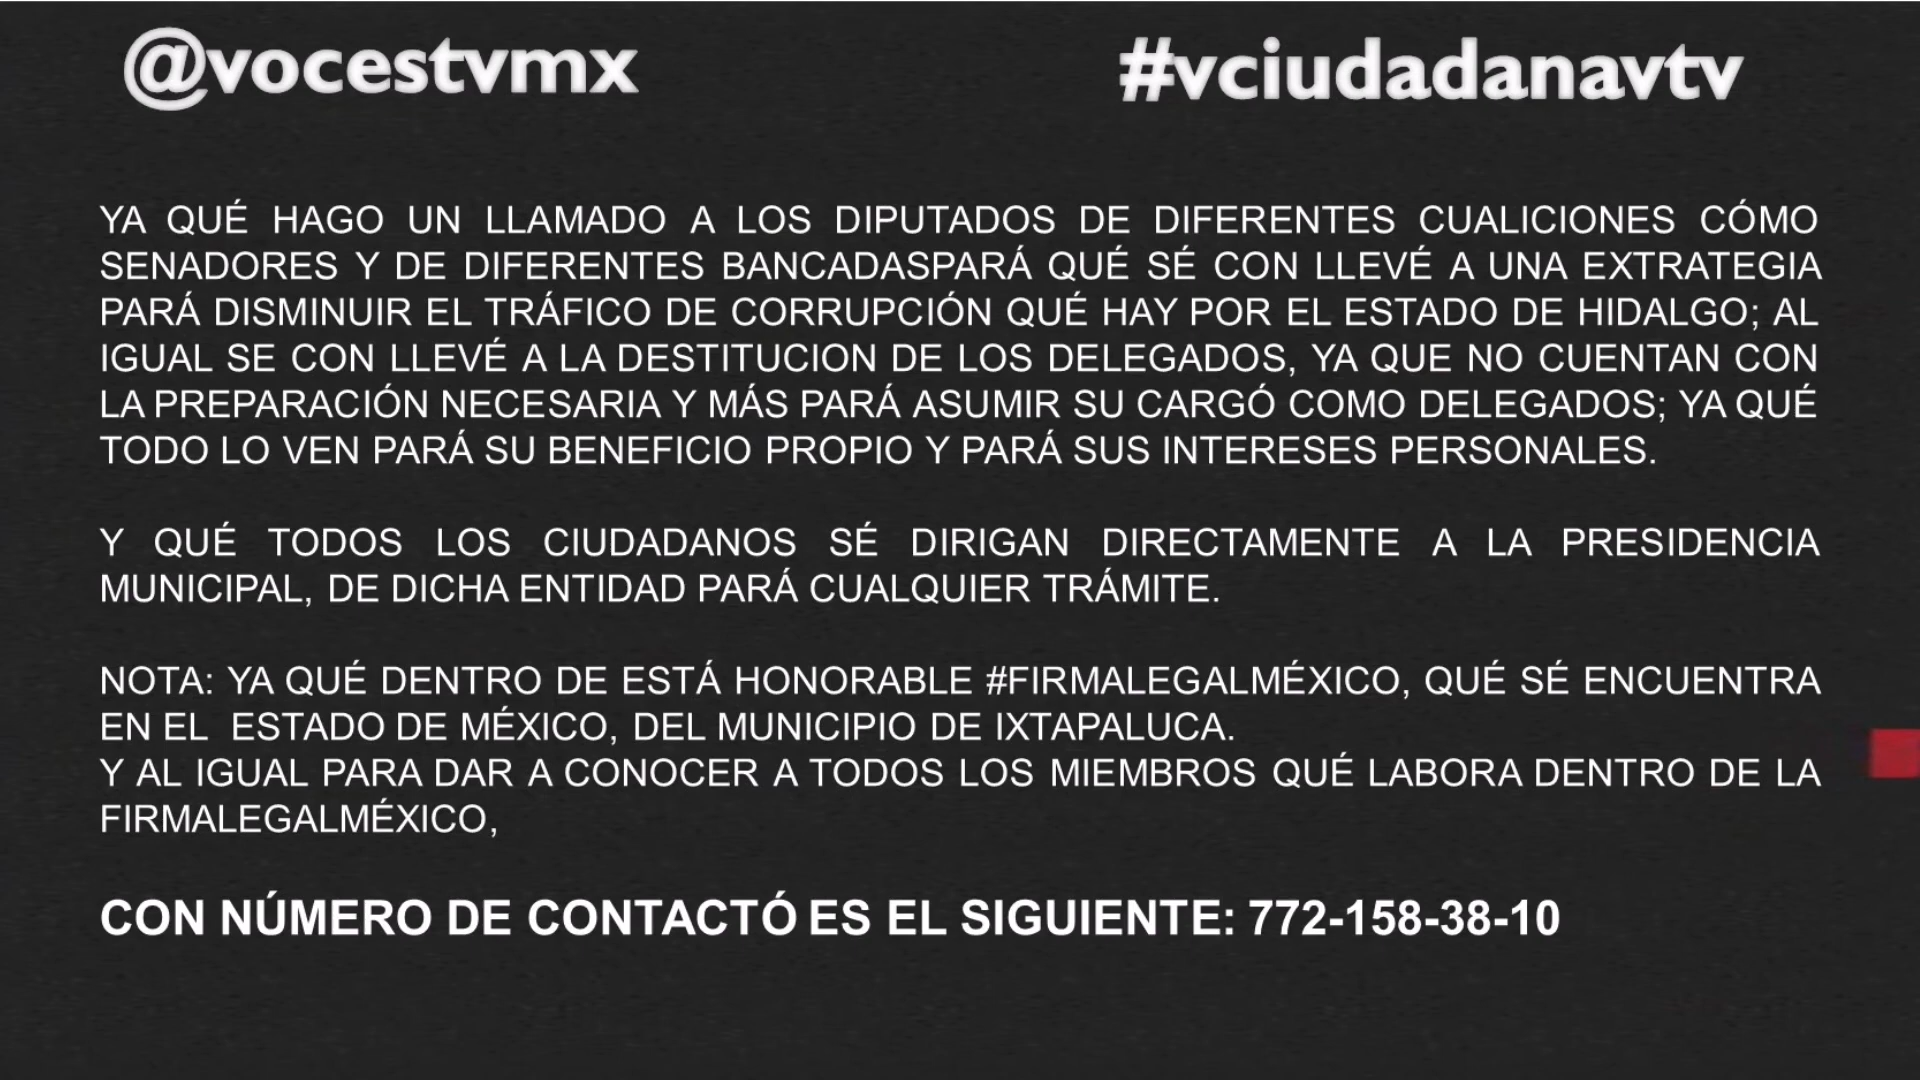 @vocestvmx
#vciudadanavtv
YA QUÉ HAGO UN LLAMADO A LOS DIPUTADOS DE DIFERENTES CUALICIONES CÓMO
SENADORES Y DE DIFERENTES BANCADASPARÁ QUÉ SÉ CON LLEVÉ A UNA EXTRATEGIA
PARÁ DISMINUIR EL TRÁFICO DE CORRUPCIÓN QUÉ HAY POR EL ESTADO DE HIDALGO; AL
IGUAL SE CON LLEVÉ A LA DESTITUCION DE LOS DELEGADOS, YA QUE NO CUENTAN CON
LA PREPARACIÓN NECESARIA Y MÁS PARÁ ASUMIR SU CARGÓ COMO DELEGADOS; YA QUÉ
TODO LO VEN PARÁ SU BENEFICIO PROPIO Y PARÁ SUS INTERESES PERSONALES.
Y QUÉ TODOS LOS CIUDADANOS SÉ DIRIGAN DIRECTAMENTE A LA PRESIDENCIA
MUNICIPAL, DE DICHA ENTIDAD PARÁ CUALQUIER TRÁMITE.
NOTA: YA QUÉ DENTRO DE ESTÁ HONORABLE #FIRMALEGALMÉXICO, QUÉ SÉ ENCUENTRA
EN EL  ESTADO DE MÉXICO, DEL MUNICIPIO DE IXTAPALUCA.
Y AL IGUAL PARA DAR A CONOCER A TODOS LOS MIEMBROS QUÉ LABORA DENTRO DE LA
FIRMALEGALMÉXICO,
CON NÚMERO DE CONTACTÓ ES EL SIGUIENTE: 772-158-38-10